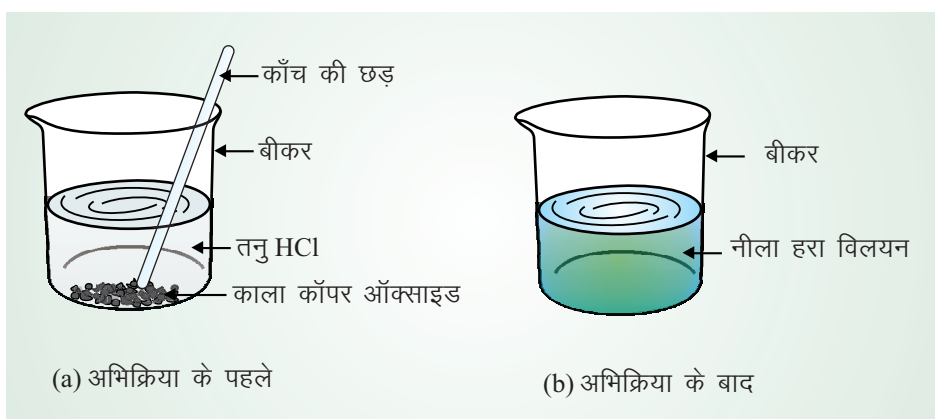 काँच की छड़
बीकर
तनु HCl
काला कॉपर ऑक्साइड
(a) अभिक्रिया के पहले
बीकर
नीला हरा विलयन
(b) अभिक्रिया के बाद